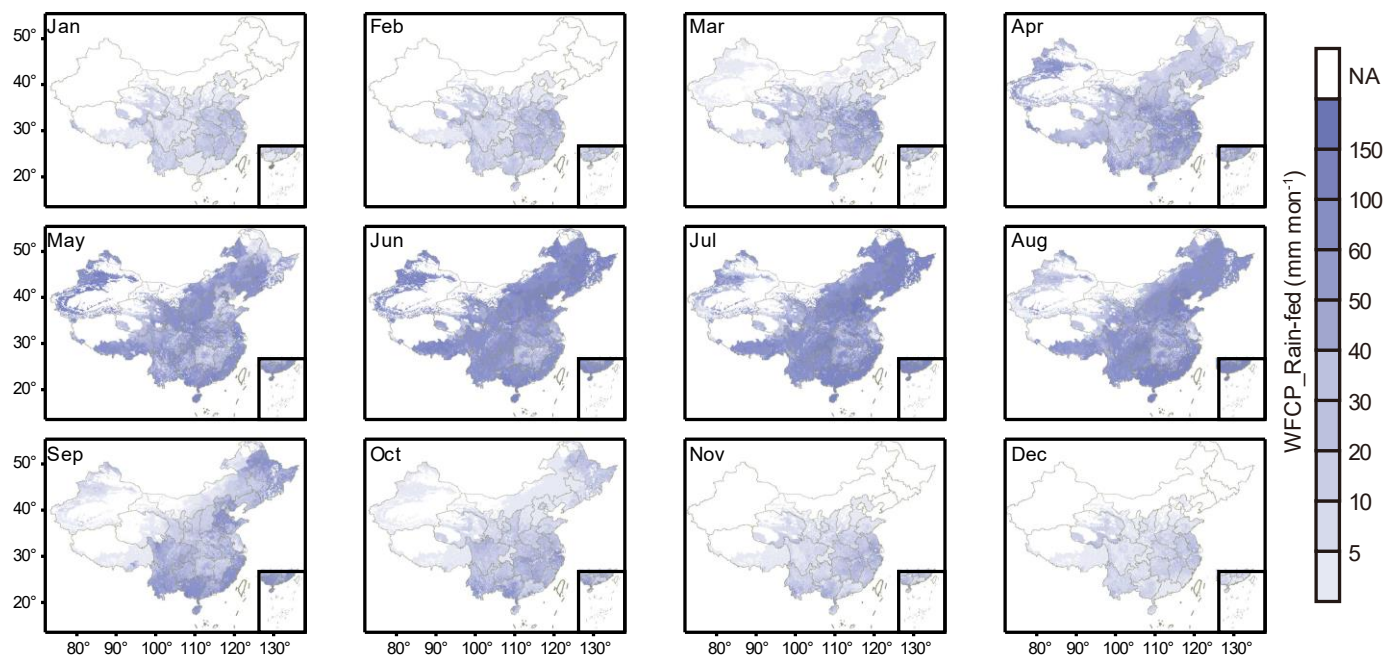 Jan
Feb
Mar
Apr
50°
40°
30°
20°
May
Jun
Jul
Aug
50°
40°
30°
20°
Sep
Oct
Nov
Dec
50°
40°
30°
20°
80° 90° 100° 110° 120° 130°
80° 90° 100° 110° 120° 130°
80° 90° 100° 110° 120° 130°
80° 90° 100° 110° 120° 130°
NA
150
100
60
50
40
30
20
10
5
WFCP_Rain-fed (mm mon⁻¹)